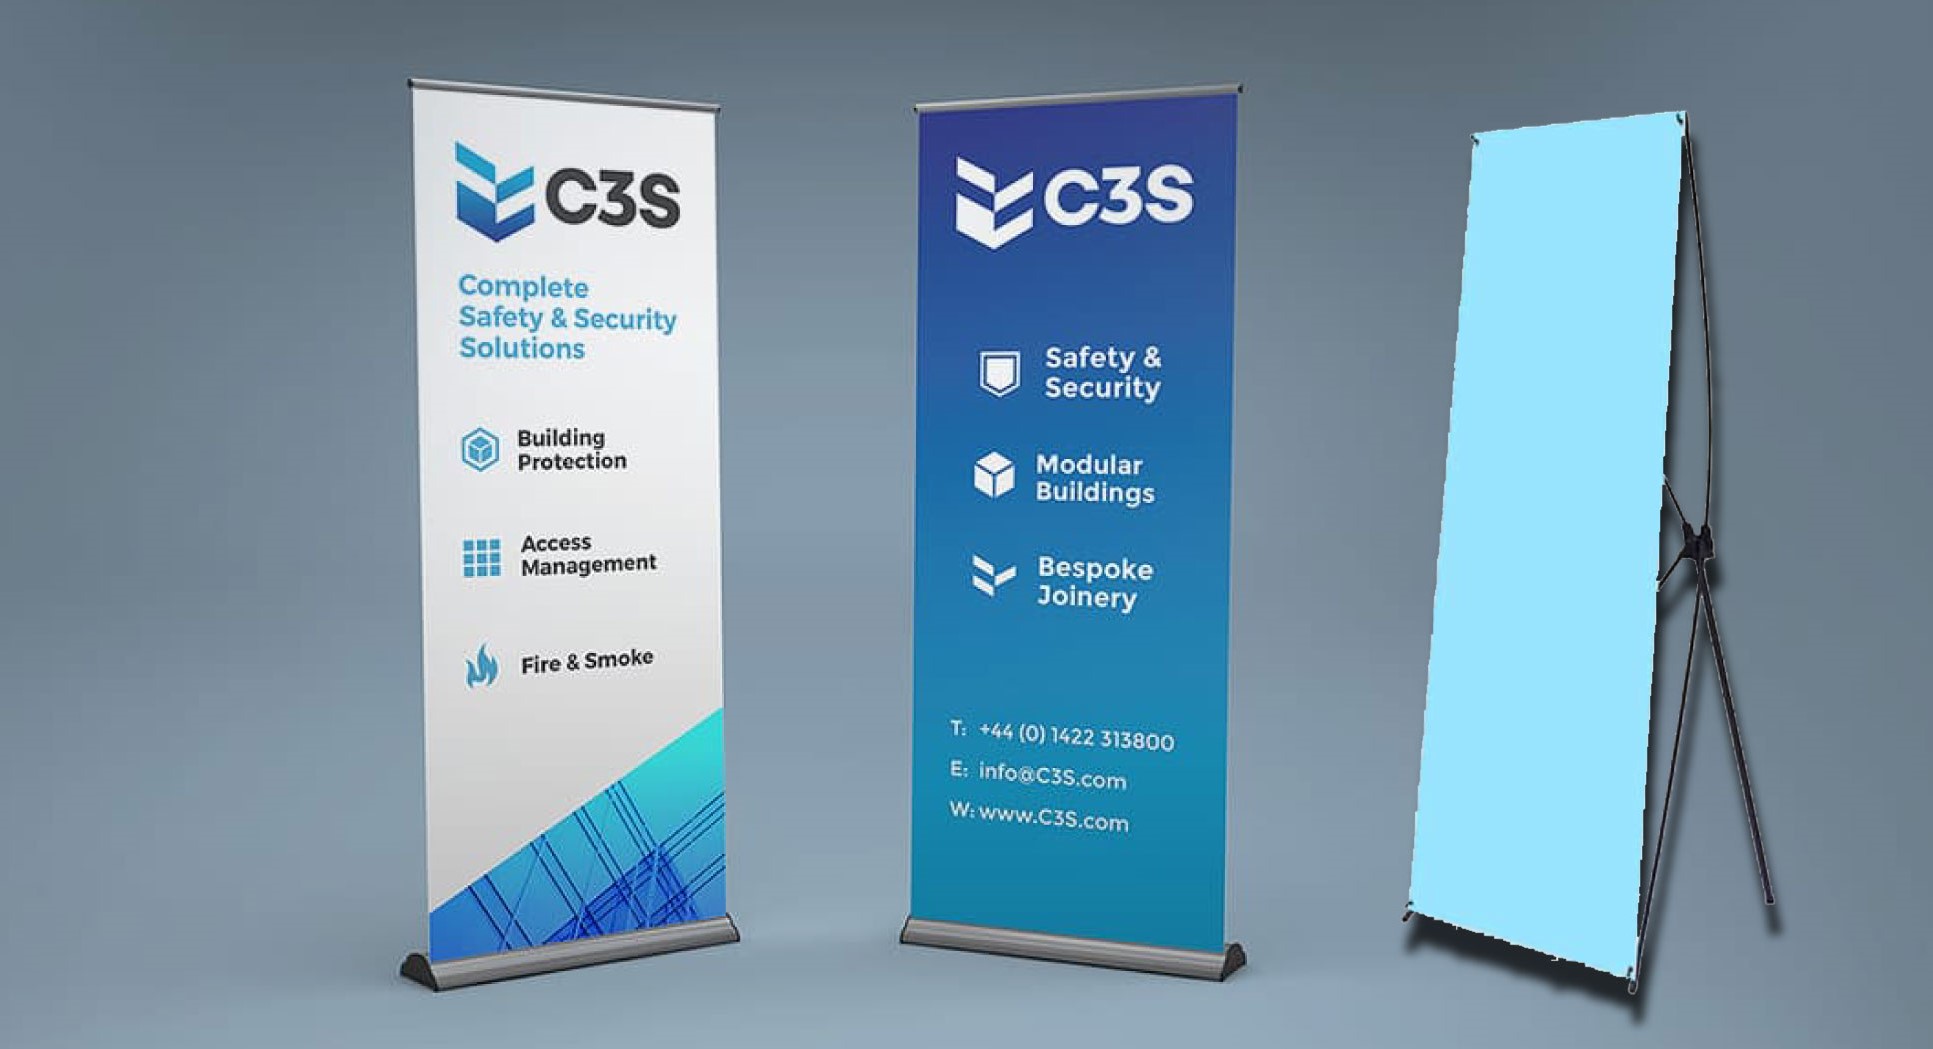 C3S
Complete
Safety & Security
Solutions
Building
Protection
Access
Management
Fire & Smoke
C3S
Safety &
Security
Modular
Buildings
Bespoke
Joinery
T: +44 (0) 1422 313800
E: info@C3S.com
W: www.C3S.com